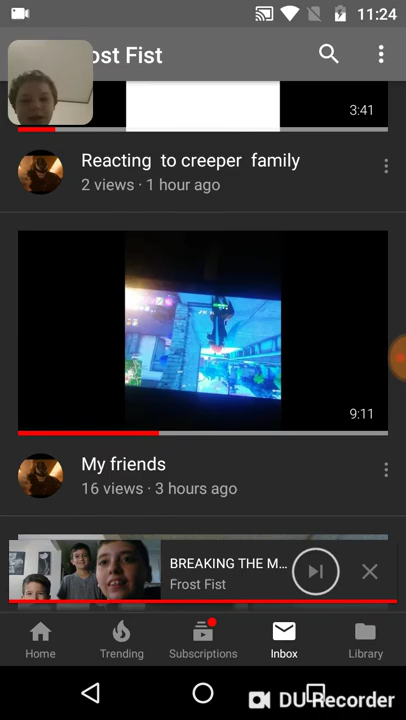 11:24
rost Fist
3:41
Reacting to creeper family
2 views · 1 hour ago
9:11
My friends
16 views · 3 hours ago
BREAKING THE M...
Frost Fist
Home
Trending
Subscriptions
Inbox
Library
DU Recorder